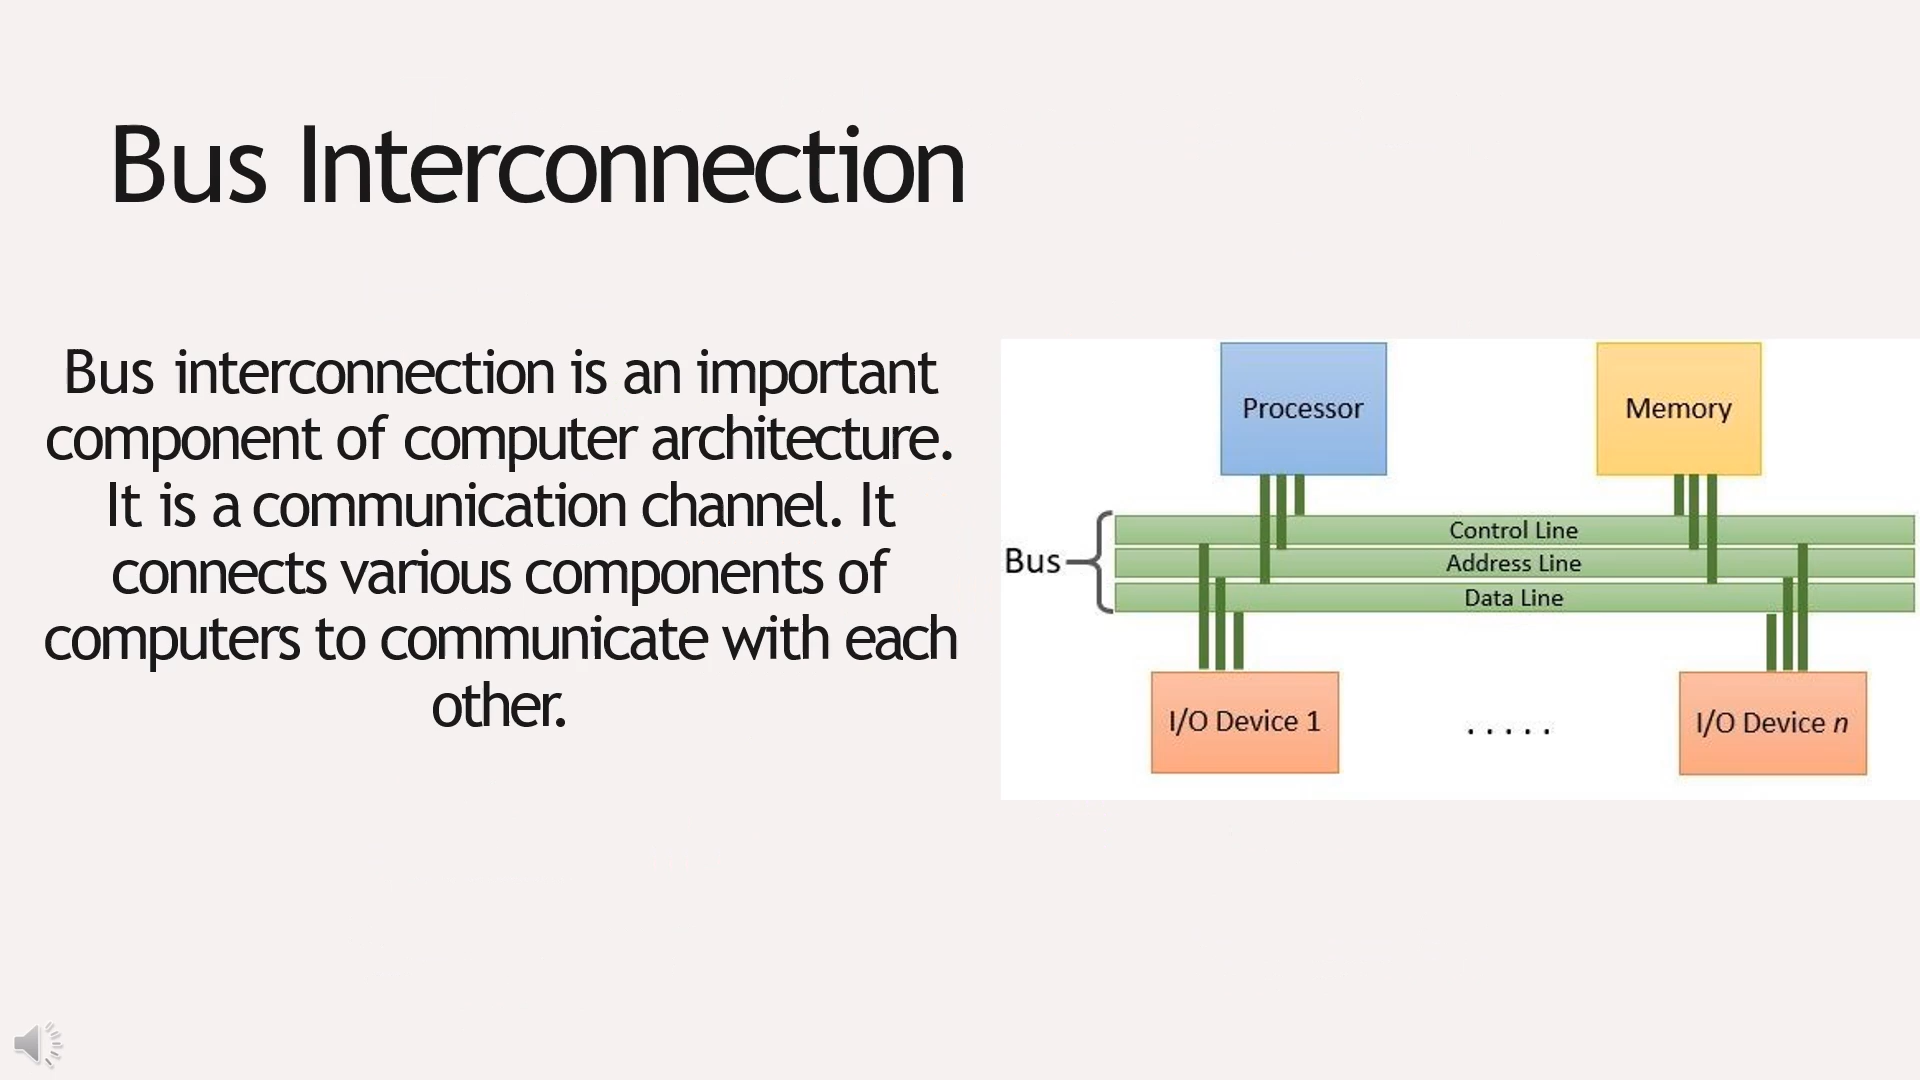 Bus Interconnection
Bus interconnection is an important
component of computer architecture.
It is a communication channel. It
connects various components of
computers to communicate with each
other.
Processor
Memory
Bus
Control Line
Address Line
Data Line
I/O Device 1
. . . . .
I/O Device n